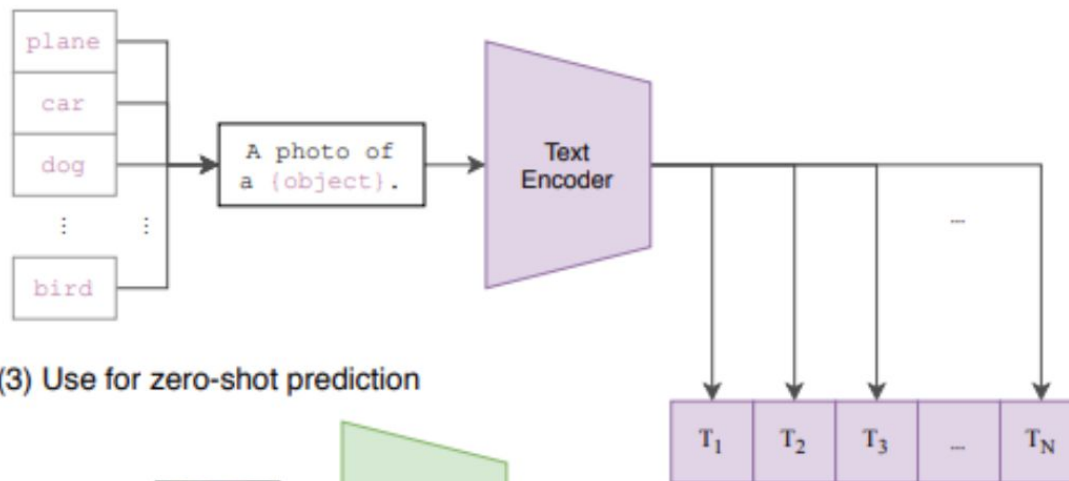 plane
car
dog
⋮ ⋮
bird
A photo of
a {object}.
Text
Encoder
...
(3) Use for zero-shot prediction
T1 T2 T3 ... TN